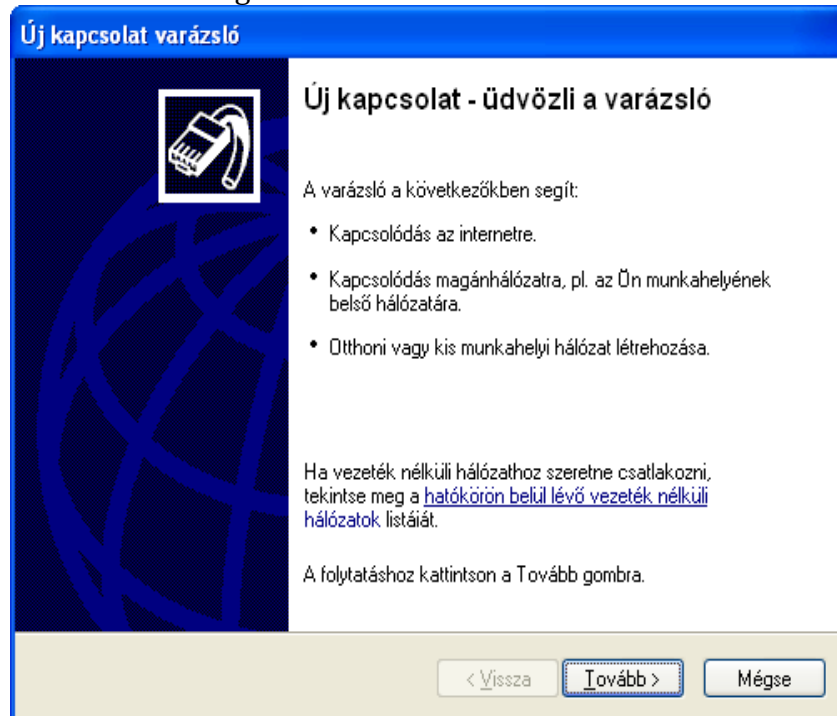 Új kapcsolat varázsló
Új kapcsolat - üdvözli a varázsló
A varázsló a következőkben segít:
• Kapcsolódás az internetre.
• Kapcsolódás magánhálózatra, pl. az Ön munkahelyének
belső hálózatára.
• Otthoni vagy kis munkahelyi hálózat létrehozása.
Ha vezeték nélküli hálózathoz szeretne csatlakozni,
tekintse meg a hatókörön belül lévő vezeték nélküli
hálózatok listáját.
A folytatáshoz kattintson a Tovább gombra.
< Vissza
Tovább >
Mégse